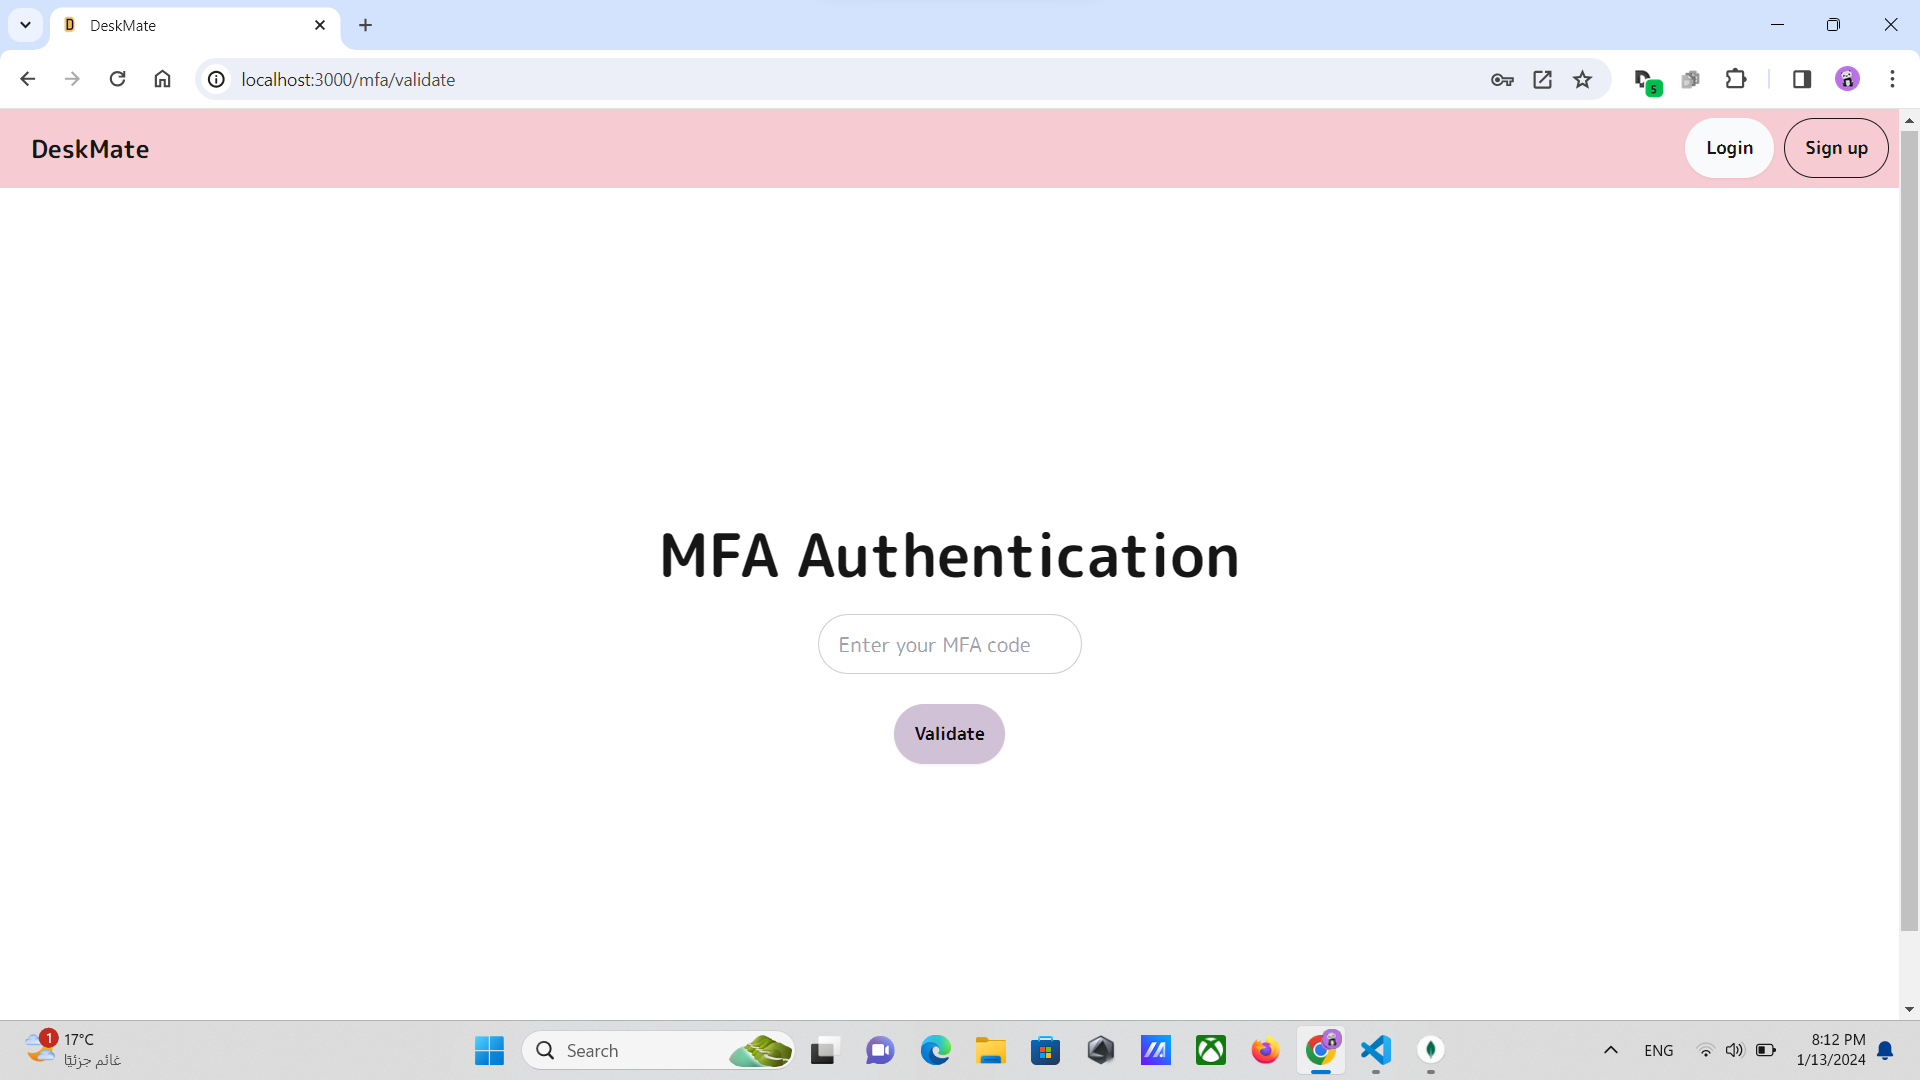 DeskMate
localhost:3000/mfa/validate
5
DeskMate
Login
Sign up
MFA Authentication
Enter your MFA code
Validate
1
17°C
غائم جزئيًا
Search
ENG
8:12 PM
1/13/2024